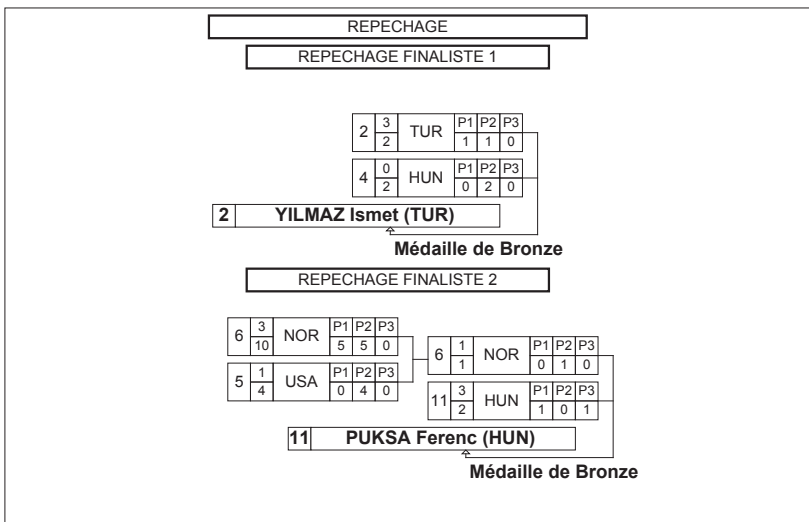 REPECHAGE
REPECHAGE FINALISTE 1
2 3 2 TUR P1 P2 P3 1 1 0
4 0 2 HUN P1 P2 P3 0 2 0
2 YILMAZ Ismet (TUR)
Médaille de Bronze
REPECHAGE FINALISTE 2
6 3 10 NOR P1 P2 P3 5 5 0
5 1 4 USA P1 P2 P3 0 4 0
6 1 1 NOR P1 P2 P3 0 1 0
11 3 2 HUN P1 P2 P3 1 0 1
11 PUKSA Ferenc (HUN)
Médaille de Bronze